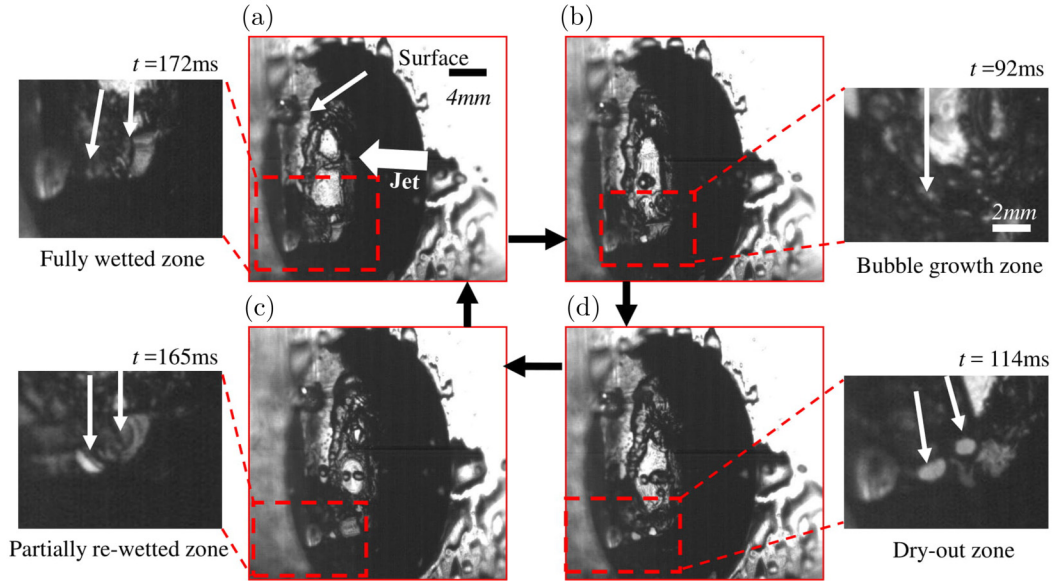 (a)
(b)
t =172ms
Surface
4mm
Jet
t =92ms
2mm
Fully wetted zone
Bubble growth zone
(c)
(d)
t =165ms
t = 114ms
Partially re-wetted zone
Dry-out zone